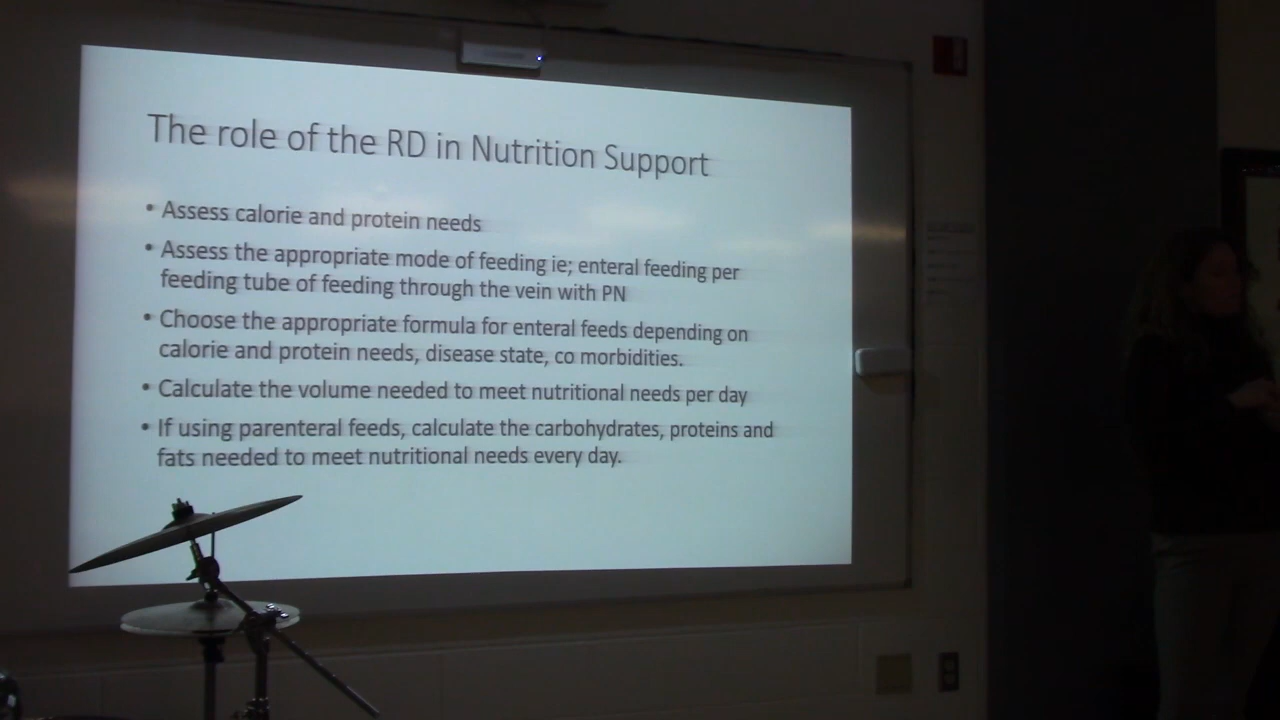 The role of the RD in Nutrition Support
• Assess calorie and protein needs
• Assess the appropriate mode of feeding ie; enteral feeding per
feeding tube of feeding through the vein with PN
• Choose the appropriate formula for enteral feeds depending on
calorie and protein needs, disease state, co morbidities.
• Calculate the volume needed to meet nutritional needs per day
• If using parenteral feeds, calculate the carbohydrates, proteins and
fats needed to meet nutritional needs every day.